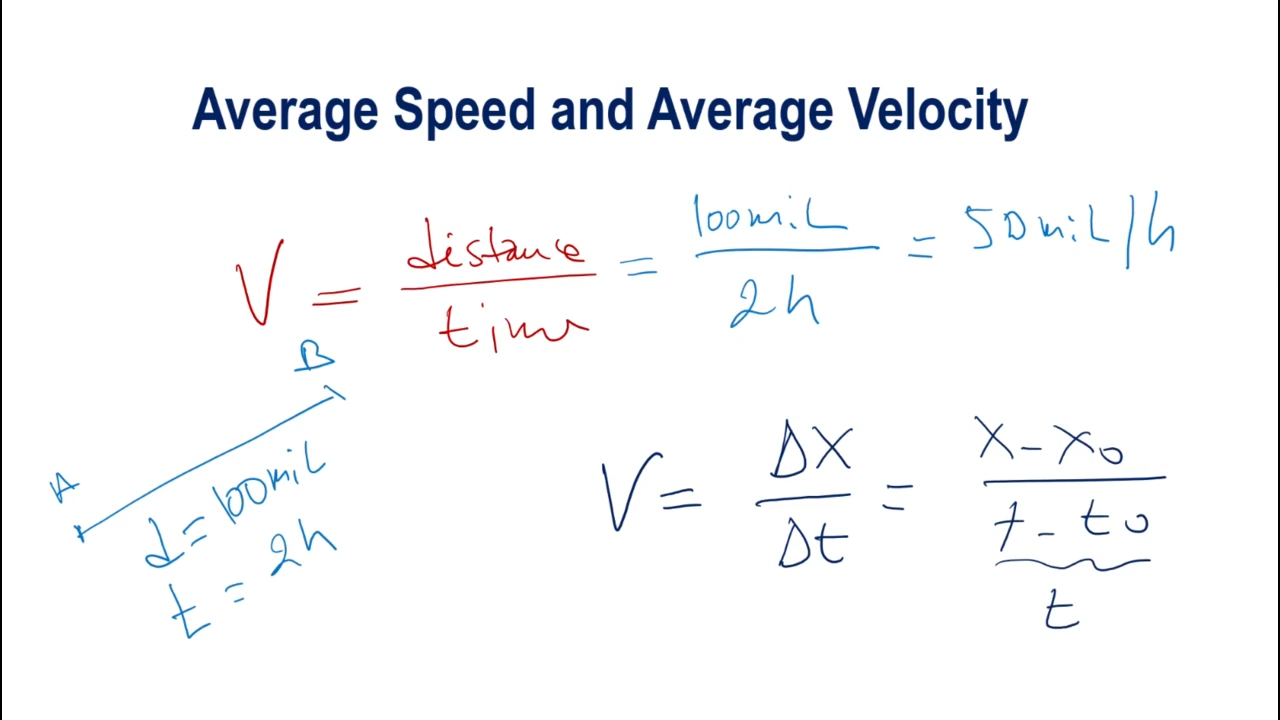 Average Speed and Average Velocity
V = distance / time = 100mil / 2h = 50mil/h
B
A
d = 100mil
t = 2h
V = ΔX / Δt = X - X0 / t - t0
t